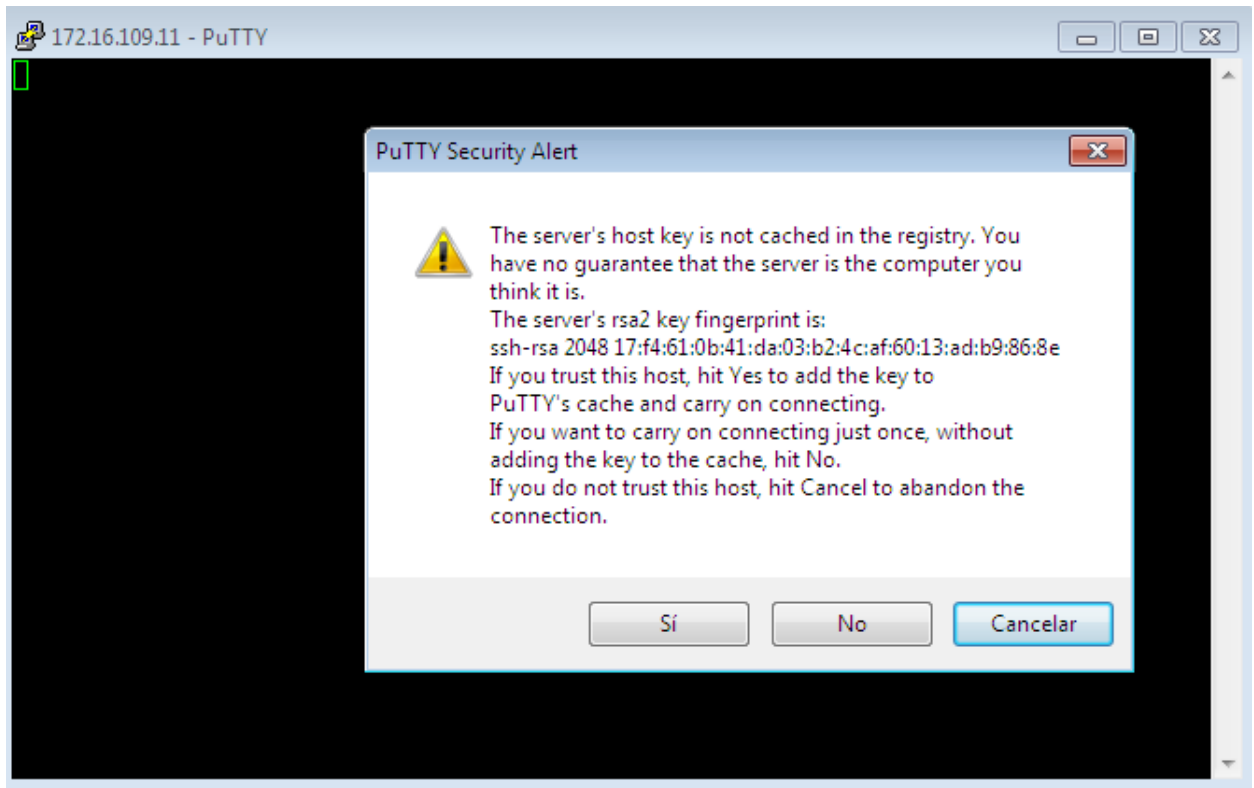 172.16.109.11 - PuTTY
PuTTY Security Alert
The server's host key is not cached in the registry. You
have no guarantee that the server is the computer you
think it is.
The server's rsa2 key fingerprint is:
ssh-rsa 2048 17:f4:61:0b:41:da:03:b2:4c:af:60:13:ad:b9:86:8e
If you trust this host, hit Yes to add the key to
PuTTY's cache and carry on connecting.
If you want to carry on connecting just once, without
adding the key to the cache, hit No.
If you do not trust this host, hit Cancel to abandon the
connection.
Sí No Cancelar